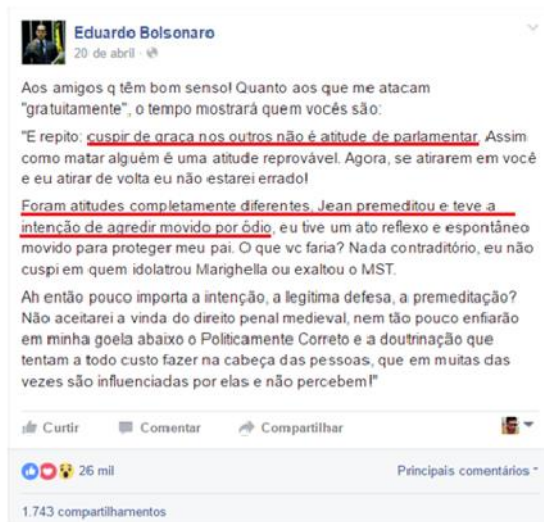 Eduardo Bolsonaro
20 de abril
Aos amigos q têm bom senso! Quanto aos que me atacam
"gratuitamente", o tempo mostrará quem vocês são:
"E repito: cuspir de graça nos outros não é atitude de parlamentar. Assim
como matar alguém é uma atitude reprovável. Agora, se atirarem em você
e eu atirar de volta eu não estarei errado!
Foram atitudes completamente diferentes. Jean premeditou e teve a
intenção de agredir movido por ódio, eu tive um ato reflexo e espontâneo
movido para proteger meu pai. O que vc faria? Nada contraditório, eu não
cuspi em quem idolatrou Marighella ou exaltou o MST.
Ah então pouco importa a intenção, a legítima defesa, a premeditação?
Não aceitarei a vinda do direito penal medieval, nem tão pouco enfiarão
em minha goela abaixo o Politicamente Correto e a doutrinação que
tentam a todo custo fazer na cabeça das pessoas, que em muitas das
vezes são influenciadas por elas e não percebem!"
Curtir Comentar Compartilhar
26 mil Principais comentários
1.743 compartilhamentos